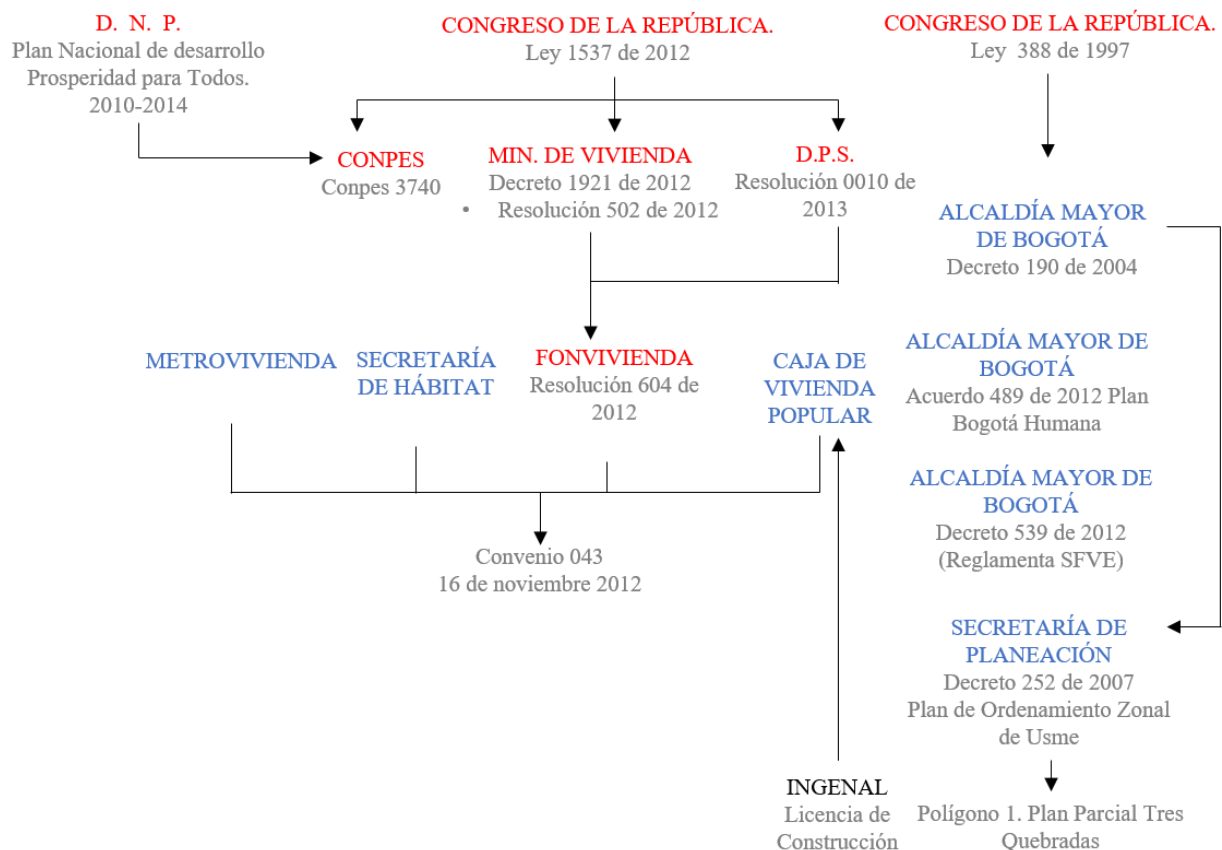 D. N. P.
Plan Nacional de desarrollo
Prosperidad para Todos.
2010-2014
CONGRESO DE LA REPÚBLICA.
Ley 1537 de 2012
CONGRESO DE LA REPÚBLICA.
Ley 388 de 1997
CONPES
Conpes 3740
MIN. DE VIVIENDA
Decreto 1921 de 2012
• Resolución 502 de 2012
D.P.S.
Resolución 0010 de
2013
ALCALDÍA MAYOR
DE BOGOTÁ
Decreto 190 de 2004
METROVIVIENDA
SECRETARÍA
DE HÁBITAT
FONVIVIENDA
Resolución 604 de
2012
CAJA DE
VIVIENDA
POPULAR
ALCALDÍA MAYOR DE
BOGOTÁ
Acuerdo 489 de 2012 Plan
Bogotá Humana
ALCALDÍA MAYOR DE
BOGOTÁ
Decreto 539 de 2012
(Reglamenta SFVE)
Convenio 043
16 de noviembre 2012
SECRETARÍA DE
PLANEACIÓN
Decreto 252 de 2007
Plan de Ordenamiento Zonal
de Usme
INGENAL
Licencia de
Construcción
Polígono 1. Plan Parcial Tres
Quebradas